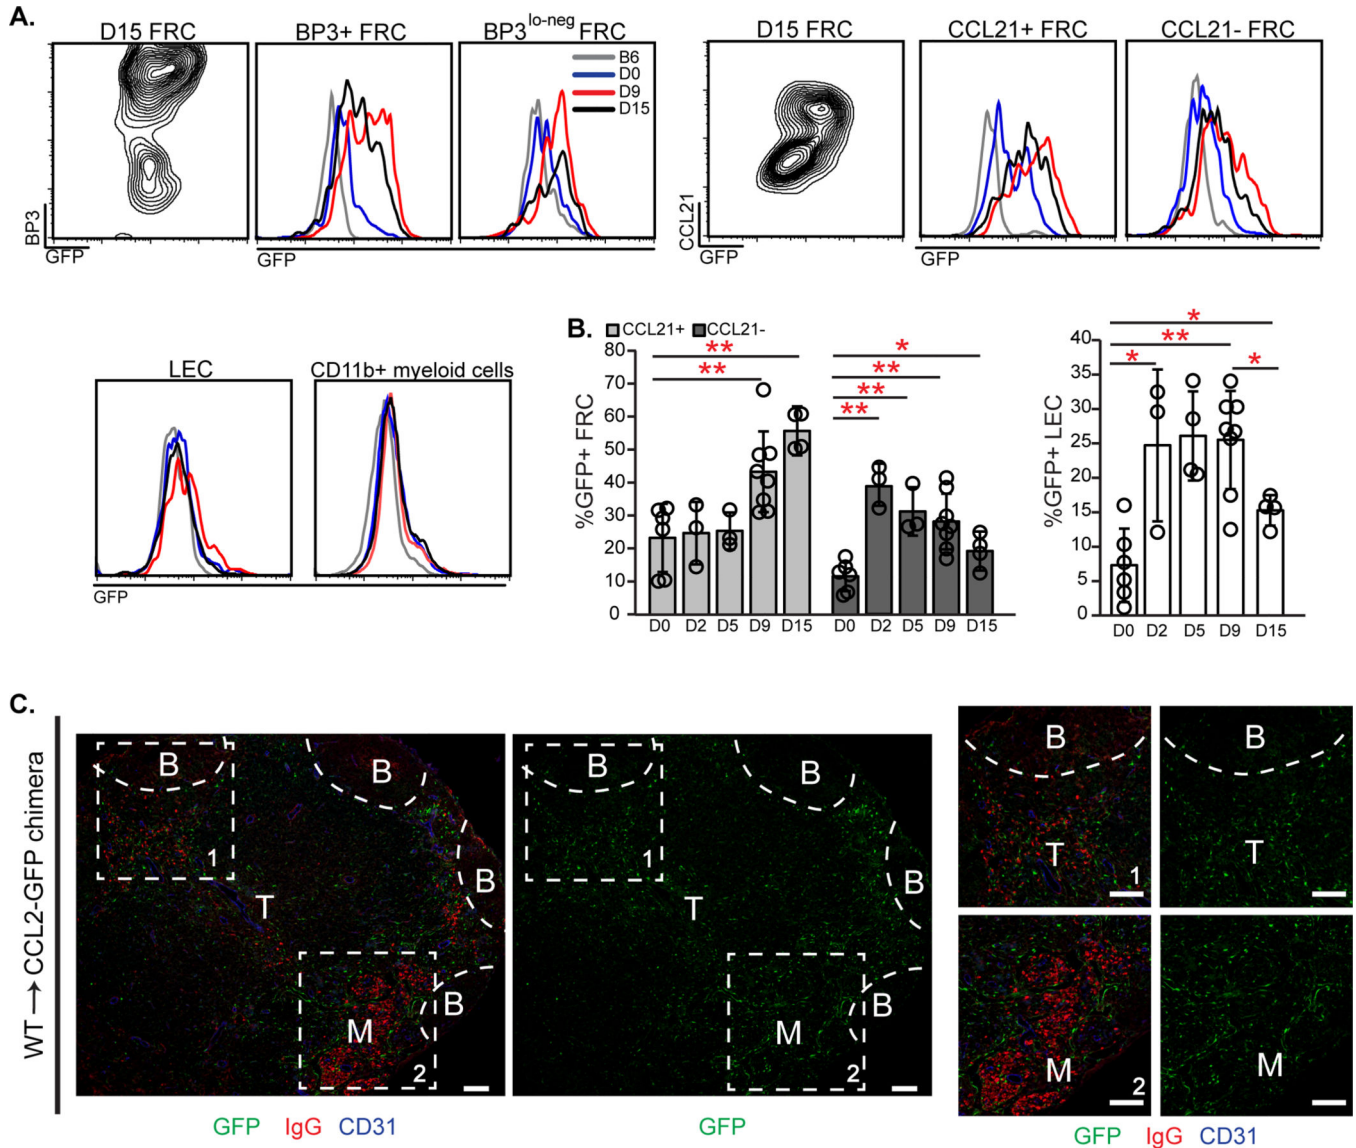 A.
D15 FRC
BP3+ FRC
BP3lo-neg FRC
B6
D0
D9
D15
BP3
GFP
GFP
D15 FRC
CCL21+ FRC
CCL21- FRC
CCL21
GFP
GFP
LEC
CD11b+ myeloid cells
GFP
B.
CCL21+ CCL21-
%GFP+ FRC
80
70
60
50
40
30
20
10
0
** ** ** ** ** *
D0 D2 D5 D9 D15
D0 D2 D5 D9 D15
%GFP+ LEC
40
35
30
25
20
15
10
5
0
* ** * *
D0 D2 D5 D9 D15
C.
WT → CCL2-GFP chimera
B B B B T M 1 2
GFP IgG CD31
B B B B T M 1 2
GFP
B T 1
B T
M 2
M
GFP IgG CD31
GFP